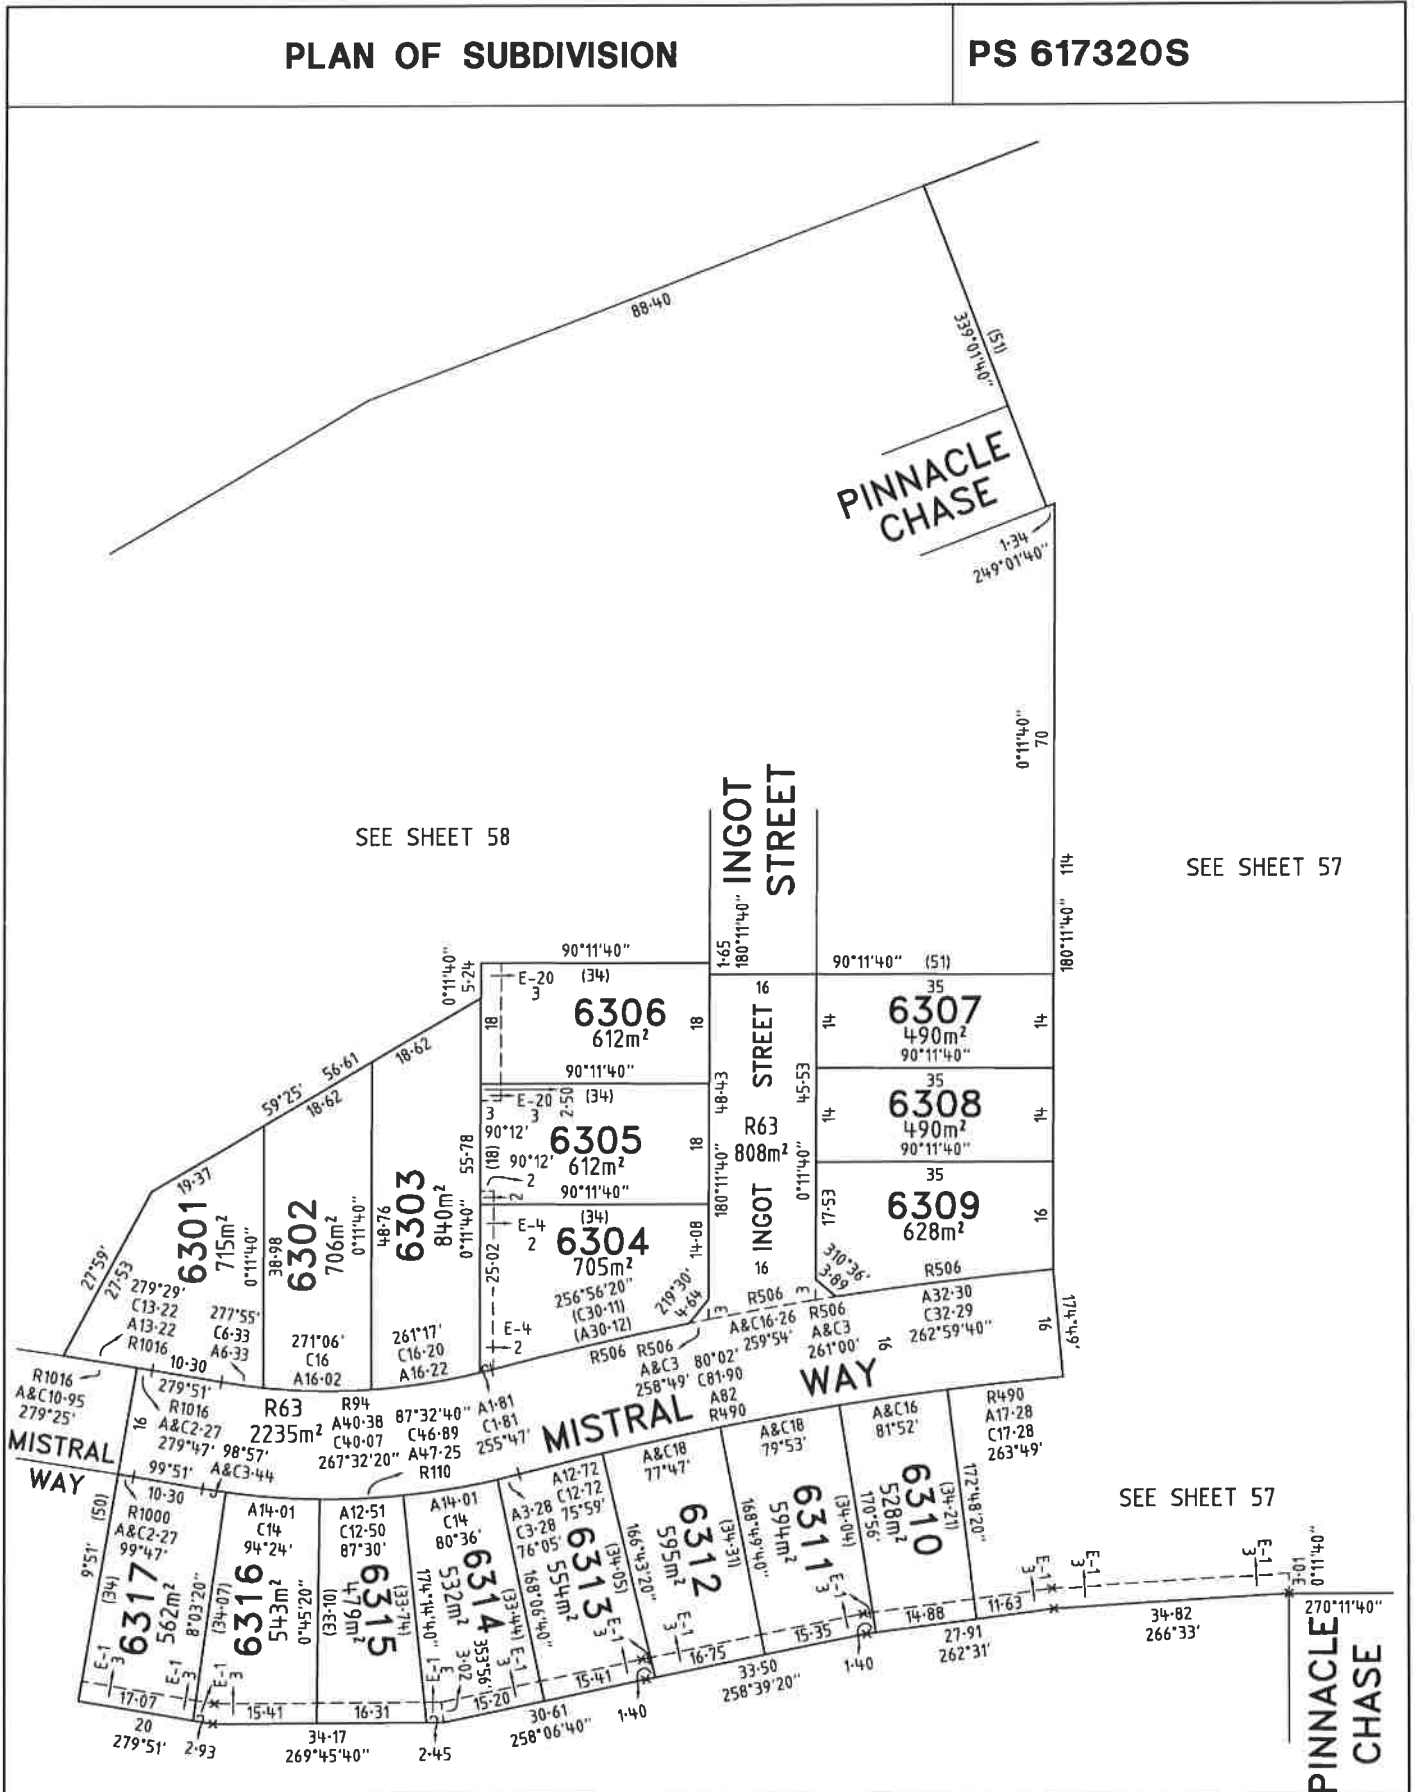 PLAN OF SUBDIVISION
PS 617320S
88·40
(51)
339°01'40"
PINNACLE
CHASE
1·34
249°01'40"
0°11'40"
70
114
180°11'40"
SEE SHEET 58
SEE SHEET 57
INGOT
STREET
1·65
180°11'40"
90°11'40"
0°11'40"
5·24
E-20
3
(34)
6306
612m²
18
18
90°11'40"
E-20
3
2·50
(34)
3
90°12'
(18)
6305
612m²
90°12'
2
2
18
90°11'40"
(34)
E-4
2
6304
705m²
25·02
14·08
256°56'20"
(C30·11)
(A30·12)
219°30'
4·64
E-4
2
16
STREET
48·43
45·53
R63
808m²
180°11'40"
0°11'40"
INGOT
16
90°11'40" (51)
35
6307
490m²
90°11'40"
14
14
35
6308
490m²
90°11'40"
14
14
35
6309
628m²
17·53
16
310°36'
3·89
R506
A32·30
C32·29
262°59'40"
174°49'
16
59°25'
56·61
18·62
18·62
19·37
27°59'
27·53
6301
715m²
0°11'40"
38·98
6302
706m²
0°11'40"
48·76
6303
840m²
0°11'40"
55·78
279°29'
C13·22
A13·22
R1016
277°55'
C6·33
A6·33
271°06'
C16
A16·02
261°17'
C16·20
A16·22
R1016
A&C10·95
279°25'
10·30
279°51'
R1016
A&C2·27
279°47'
16
R63
2235m²
R94
A40·38
C40·07
267°32'20"
87°32'40"
C46·89
A47·25
R110
A1·81
C1·81
255°47'
R506
R506
A&C3
258°49'
R506
A&C16·26
259°54'
R506
A&C3
261°00'
80°02'
C81·90
A82
R490
16
MISTRAL
WAY
MISTRAL
WAY
98°57'
A&C3·44
99°51'
10·30
R1000
A&C2·27
99°47'
9°51'
(50)
(34)
6317
562m²
8°03'20"
E-1
3
E-1
3
17·07
20
279°51'
2·93
A14·01
C14
94°24'
(34·07)
6316
543m²
0°45'20"
E-1
3
15·41
A12·51
C12·50
87°30'
(33·10)
6315
479m²
(33·74)
16·31
34·17
269°45'40"
A14·01
C14
80°36'
174°14'40"
6314
532m²
(33·44)
E-1
3
3·02
353°56'
E-1
3
15·20
2·45
A3·28
C3·28
76°05'
168°06'40"
A12·72
C12·72
75°59'
6313
554m²
(34·05)
E-1
3
15·41
30·61
258°06'40"
1·40
A&C18
77°47'
166°43'20"
6312
595m²
(34·31)
E-1
3
16·75
33·50
258°39'20"
A&C18
79°53'
168°49'40"
6311
594m²
(34·04)
E-1
3
15·35
1·40
A&C16
81°52'
170°56'
6310
528m²
(34·21)
14·88
27·91
262°31'
R490
A17·28
C17·28
263°49'
172°48'20"
11·63
E-1
3
E-1
3
E-1
3
34·82
266°33'
SEE SHEET 57
3·01
0°11'40"
270°11'40"
PINNACLE
CHASE